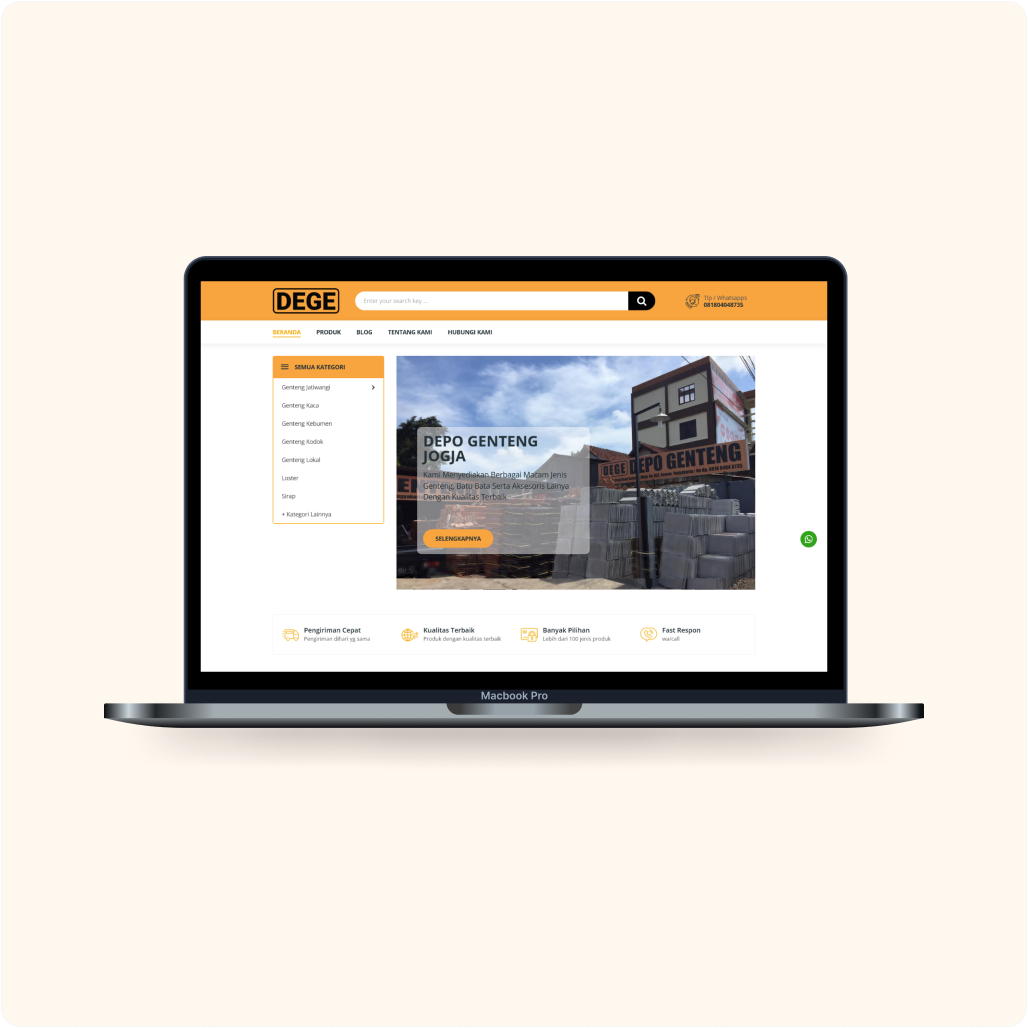 DEGE
Enter your search key ...
Tlp / Whatsapps
081804048735
BERANDA PRODUK BLOG TENTANG KAMI HUBUNGI KAMI
SEMUA KATEGORI
Genteng Jatiwangi
Genteng Kaca
Genteng Kebumen
Genteng Kodok
Genteng Lokal
Loster
Sirap
+ Kategori Lainnya
DEPO GENTENG
JOGJA
Kami Menyediakan Berbagai Macam Jenis
Genteng, Batu Bata Serta Aksesoris Lainya
Dengan Kualitas Terbaik
SELENGKAPNYA
DEGE DEPO GENTENG
Pengiriman Cepat
Pengiriman dihari yg sama
Kualitas Terbaik
Produk dengan kualitas terbaik
Banyak Pilihan
Lebih dari 100 jenis produk
Fast Respon
wa/call
Macbook Pro